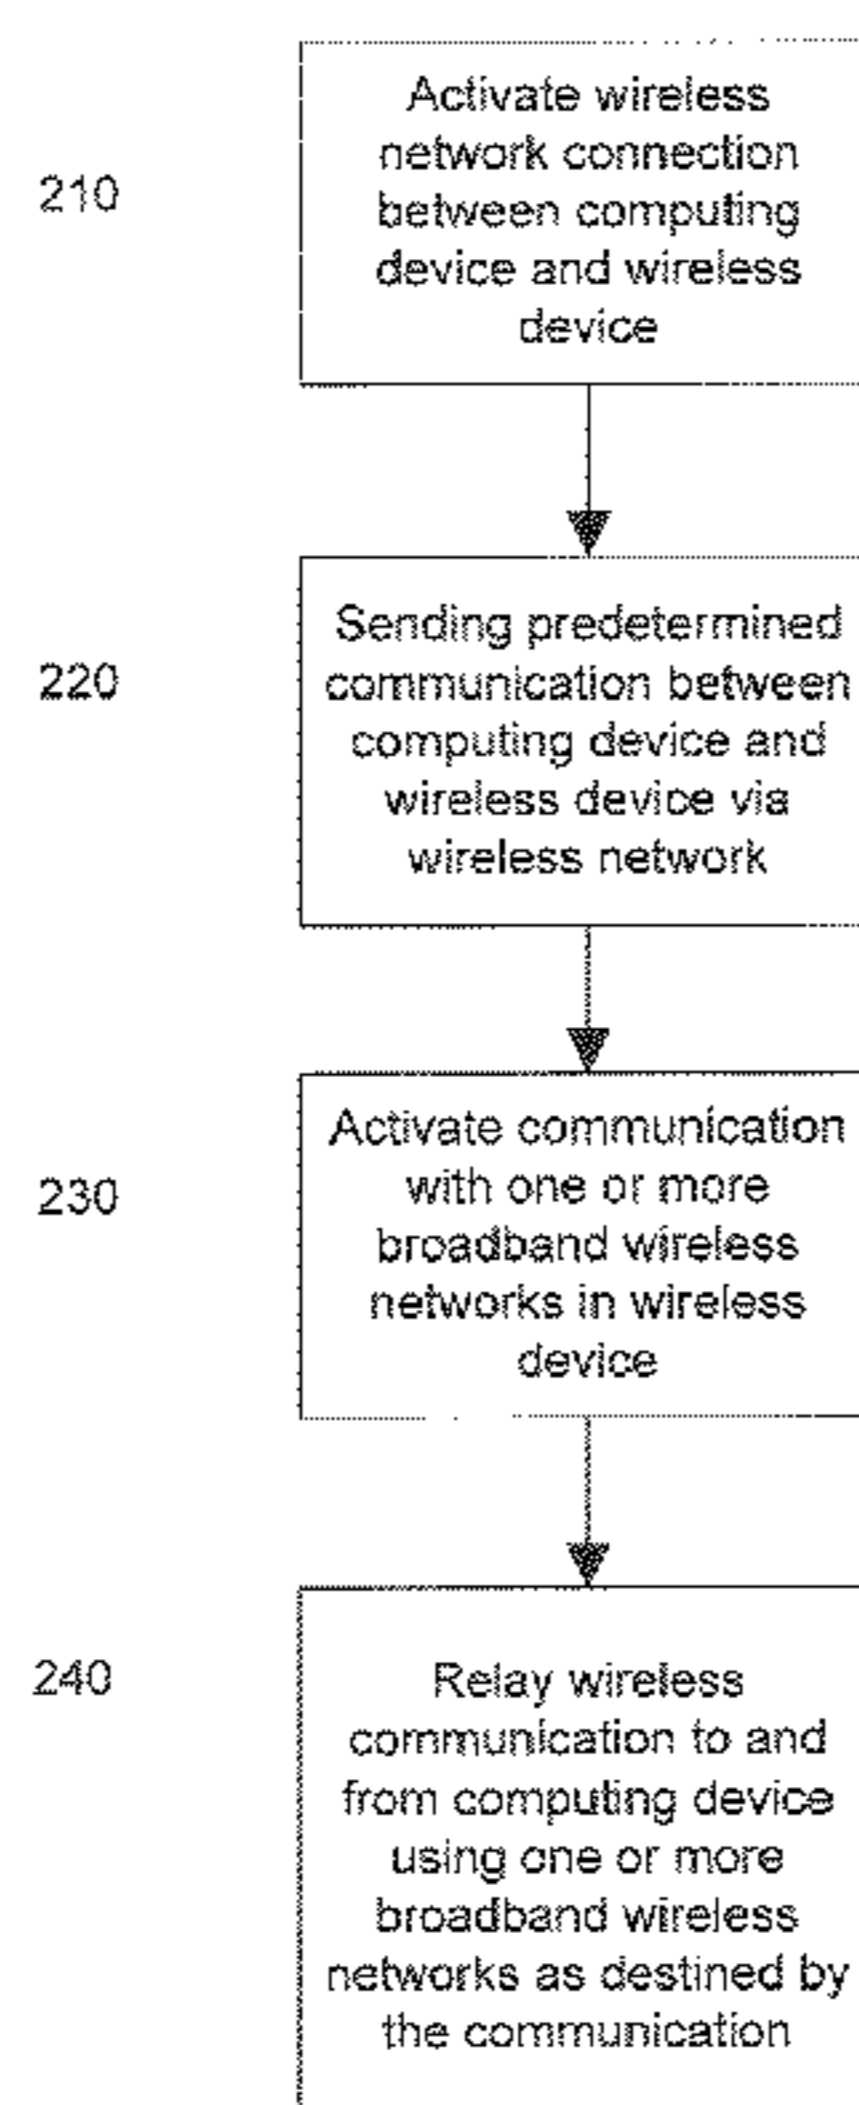 210
Activate wireless
network connection
between computing
device and wireless
device
220
Sending predetermined
communication between
computing device and
wireless device via
wireless network
230
Activate communication
with one or more
broadband wireless
networks in wireless
device
240
Relay wireless
communication to and
from computing device
using one or more
broadband wireless
networks as destined by
the communication